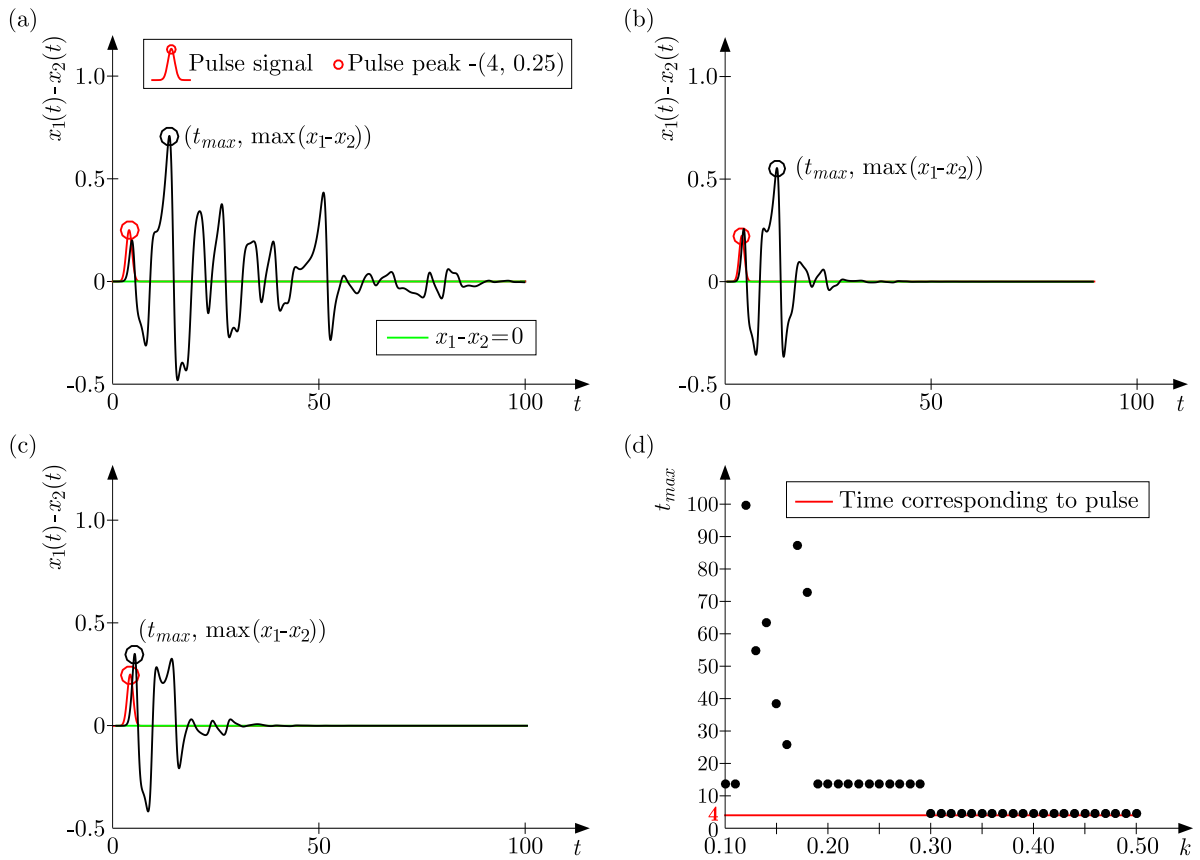 (a)
x₁(t)-x₂(t)
Pulse signal
Pulse peak -(4, 0.25)
1.0
(t_max, max(x₁-x₂))
0.5
0
x₁-x₂=0
-0.5
0
50
100
t
(b)
x₁(t)-x₂(t)
1.0
(t_max, max(x₁-x₂))
0.5
0
-0.5
0
50
100
t
(c)
x₁(t)-x₂(t)
1.0
(t_max, max(x₁-x₂))
0.5
0
-0.5
0
50
100
t
(d)
t_max
Time corresponding to pulse
100
90
80
70
60
50
40
30
20
10
4
0
0.10
0.20
0.30
0.40
0.50
k